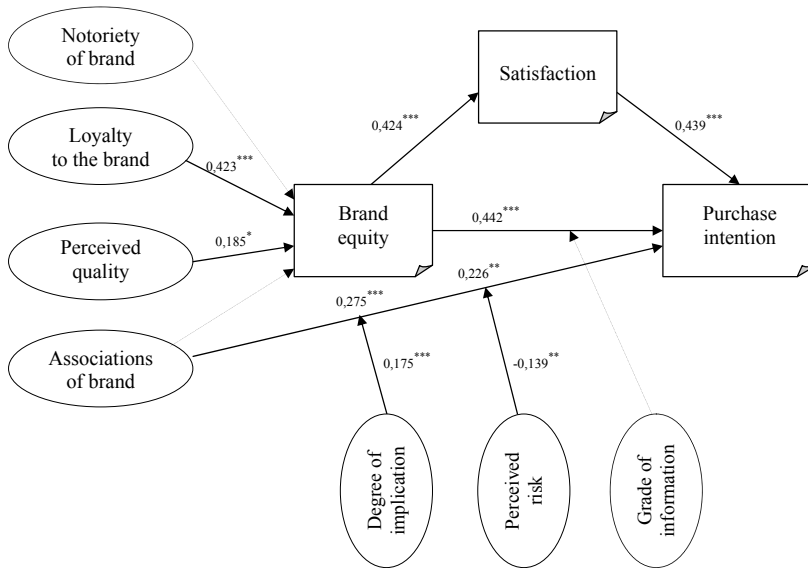 Notoriety
of brand
Satisfaction
0,424***
0,439***
Loyalty
to the brand
0,423***
Brand
equity
0,442***
Purchase
intention
Perceived
quality
0,185*
0,226**
0,275***
Associations
of brand
0,175***
-0,139**
Degree of
implication
Perceived
risk
Grade of
information